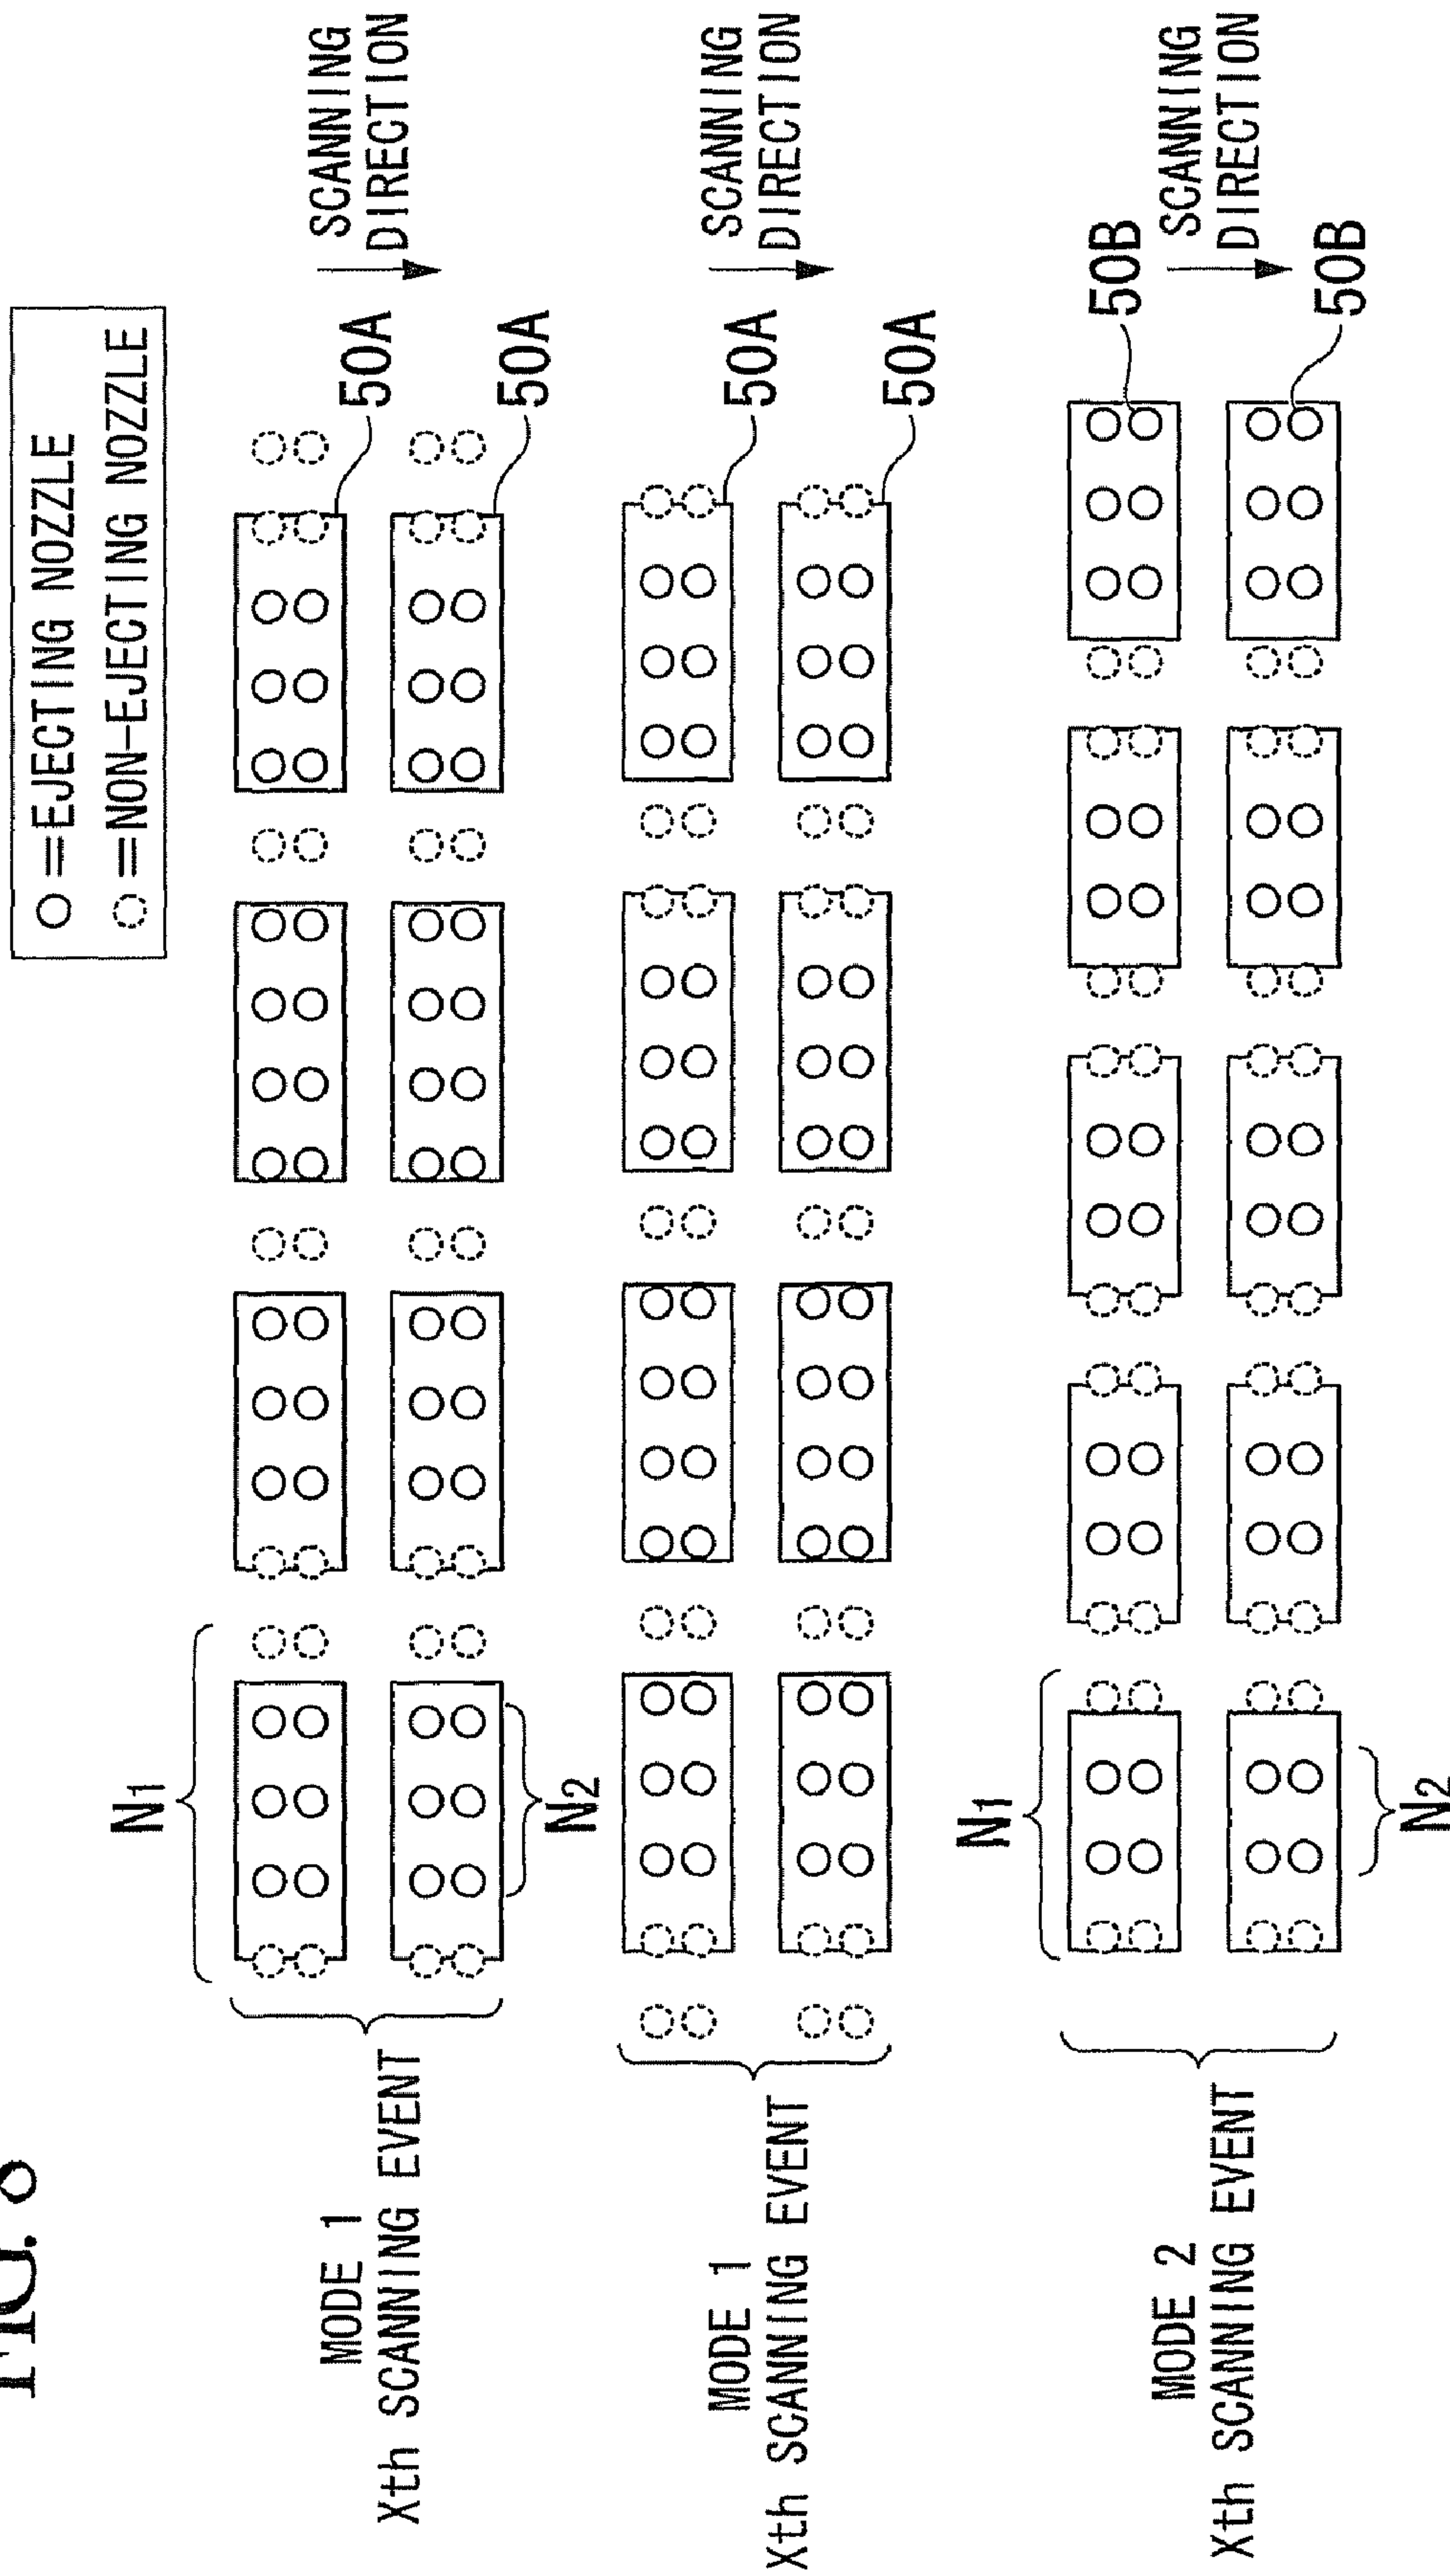 FIG. 8
○=EJECTING NOZZLE
◌=NON-EJECTING NOZZLE
MODE 1
Xth SCANNING EVENT
N1
N2
50A
50A
SCANNING
DIRECTION
MODE 1
Xth SCANNING EVENT
50A
50A
SCANNING
DIRECTION
MODE 2
Xth SCANNING EVENT
N1
N2
50B
50B
SCANNING
DIRECTION